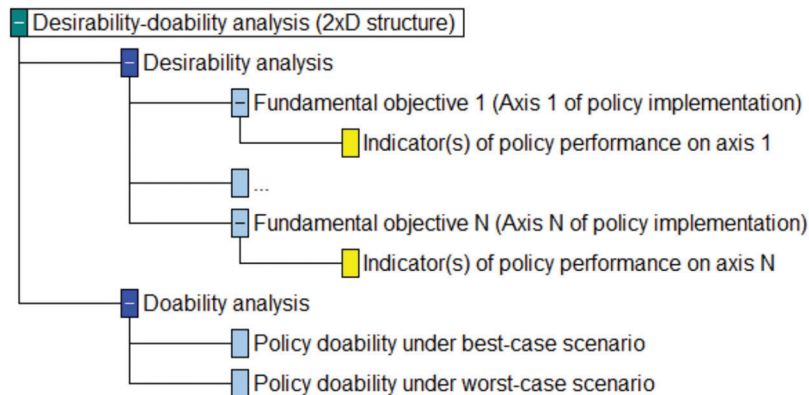 Desirability-doability analysis (2xD structure)
Desirability analysis
Fundamental objective 1 (Axis 1 of policy implementation)
Indicator(s) of policy performance on axis 1
...
Fundamental objective N (Axis N of policy implementation)
Indicator(s) of policy performance on axis N
Doability analysis
Policy doability under best-case scenario
Policy doability under worst-case scenario